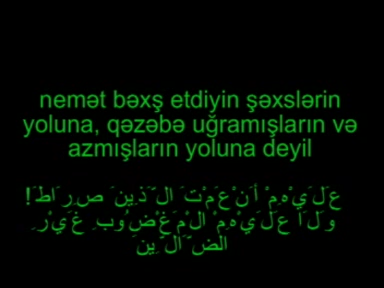 nemət bəxş etdiyin şəxslərin
yoluna, qəzəbə uğramışların və
azmışların yoluna deyil
عَلَيْهِمْ أَنْعَمْتَ الَّذِينَ صِرَاطَ!
وَلَا عَلَيْهِمْ الْمَغْضُوبِ غَيْرِ
الضَّالِّينَ